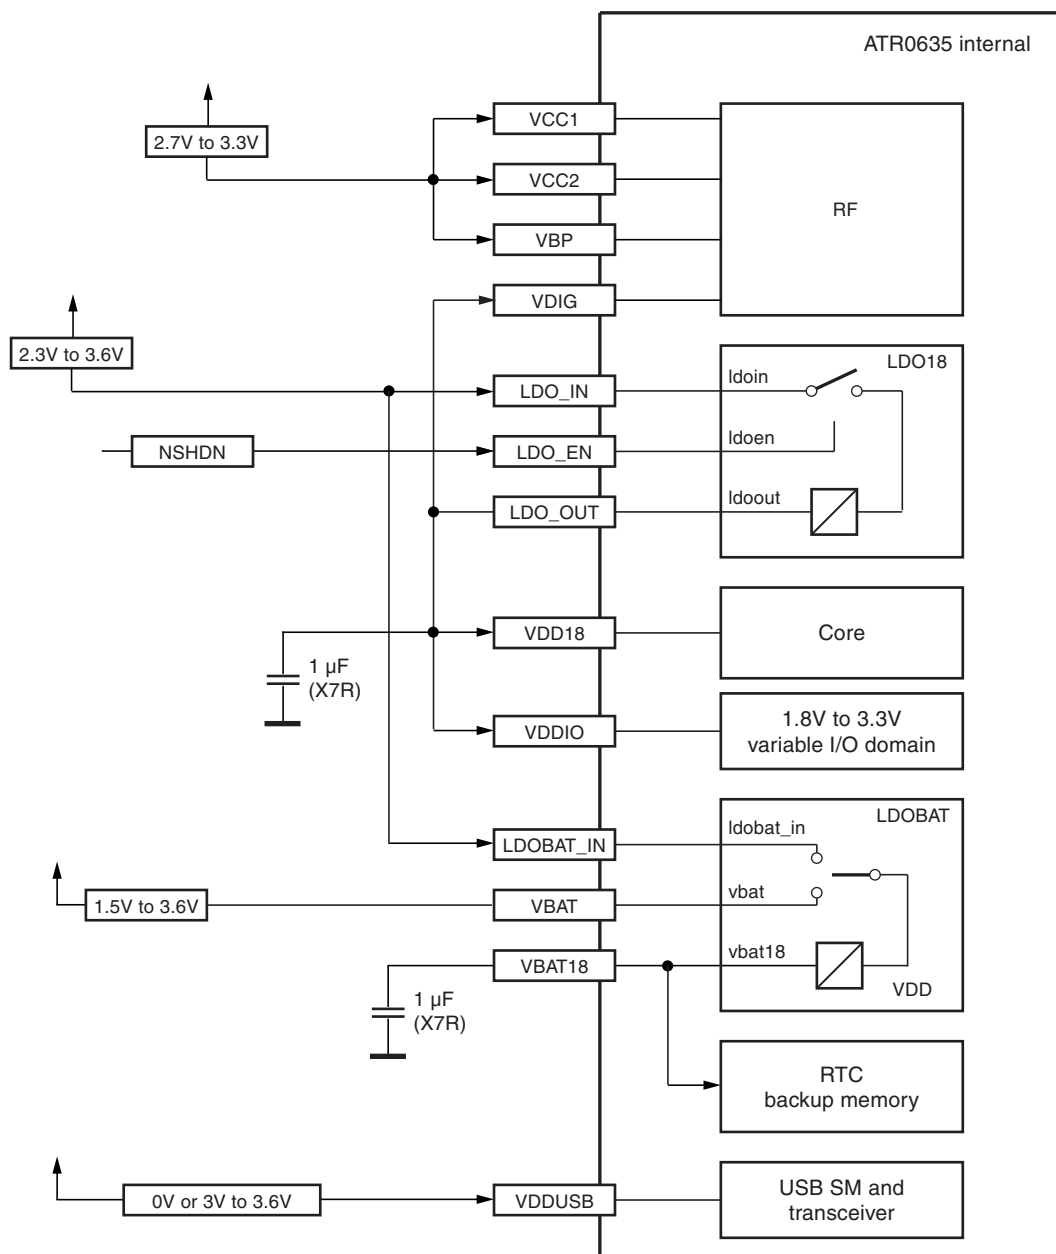 ATR0635 internal
VCC1
2.7V to 3.3V
VCC2
RF
VBP
VDIG
2.3V to 3.6V
LDO18
ldoin
LDO_IN
NSHDN
LDO_EN
ldoen
LDO_OUT
ldoout
VDD18
Core
1 µF
(X7R)
VDDIO
1.8V to 3.3V
variable I/O domain
LDOBAT
ldobat_in
LDOBAT_IN
vbat
1.5V to 3.6V
VBAT
vbat18
VBAT18
VDD
1 µF
(X7R)
RTC
backup memory
0V or 3V to 3.6V
VDDUSB
USB SM and
transceiver